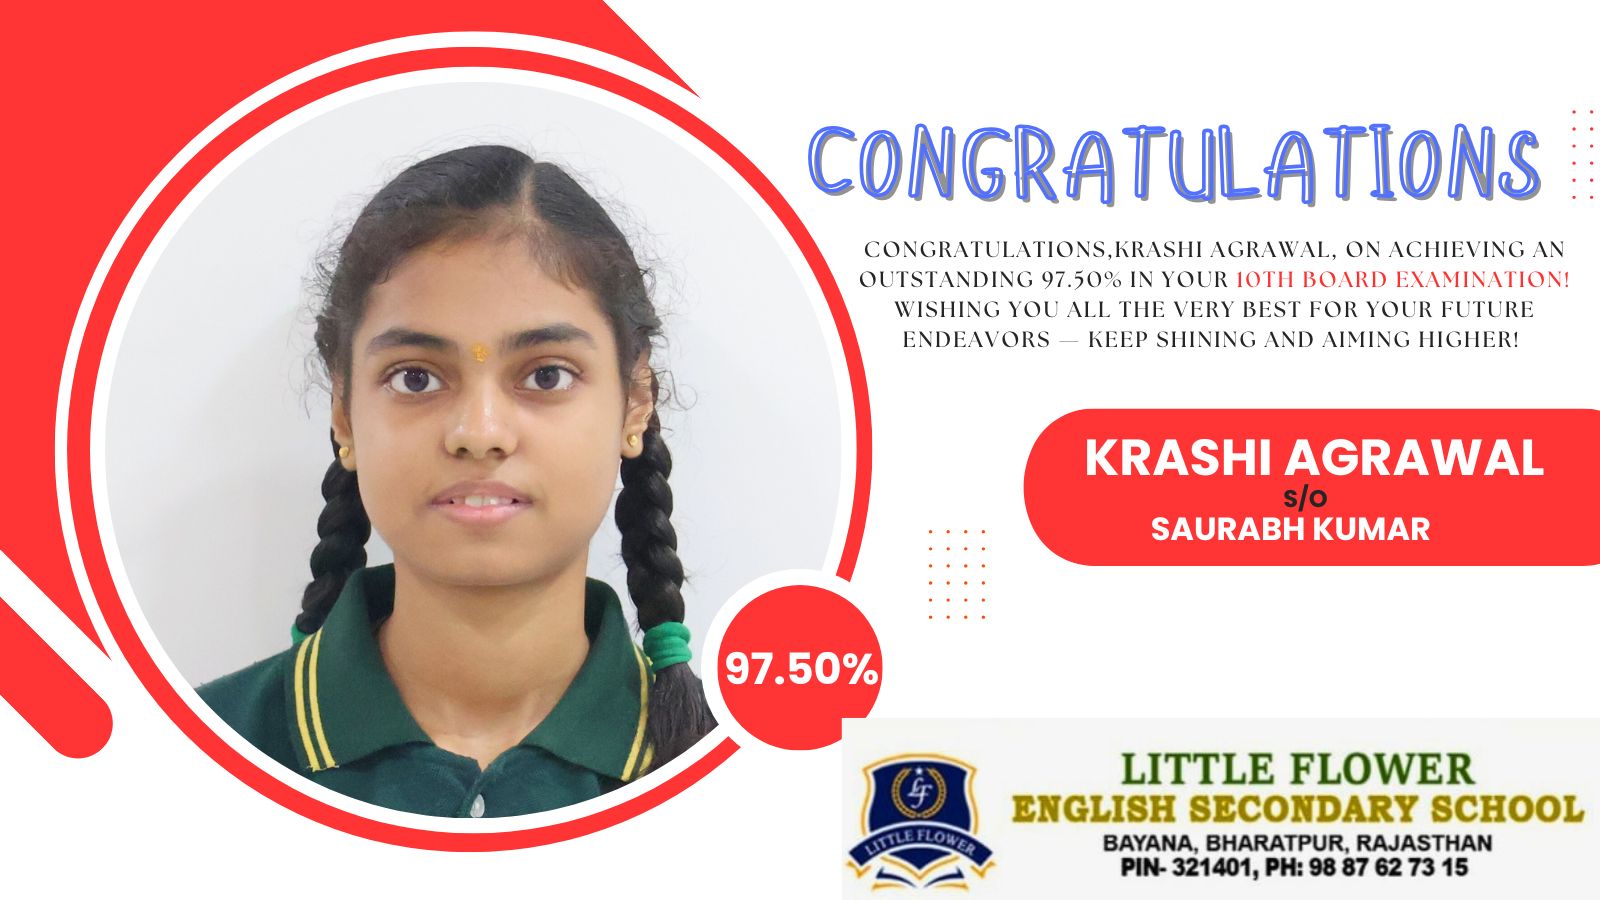 CONGRATULATIONS
CONGRATULATIONS,KRASHI AGRAWAL, ON ACHIEVING AN
OUTSTANDING 97.50% IN YOUR 10TH BOARD EXAMINATION!
WISHING YOU ALL THE VERY BEST FOR YOUR FUTURE
ENDEAVORS — KEEP SHINING AND AIMING HIGHER!
KRASHI AGRAWAL
S/O
SAURABH KUMAR
97.50%
LF
LITTLE FLOWER
LITTLE FLOWER
ENGLISH SECONDARY SCHOOL
BAYANA, BHARATPUR, RAJASTHAN
PIN- 321401, PH: 98 87 62 73 15